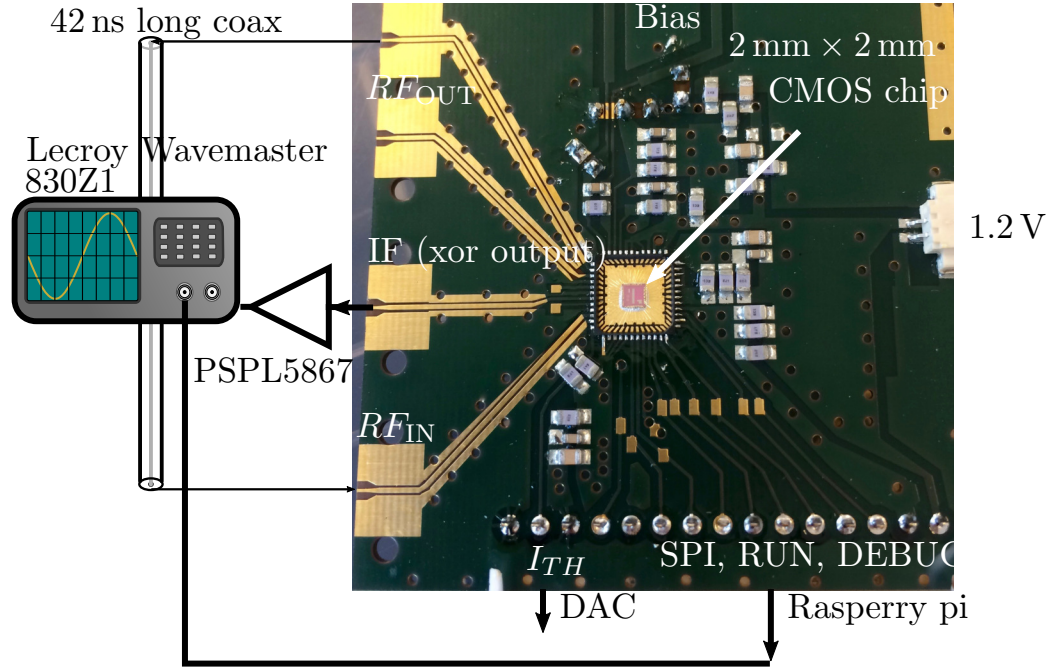 42 ns long coax
Bias
2 mm × 2 mm
CMOS chip
RF_OUT
Lecroy Wavemaster
830Z1
1.2 V
IF (xor output)
PSPL5867
RF_IN
I_TH
SPI, RUN, DEBUG
DAC
Rasperry pi